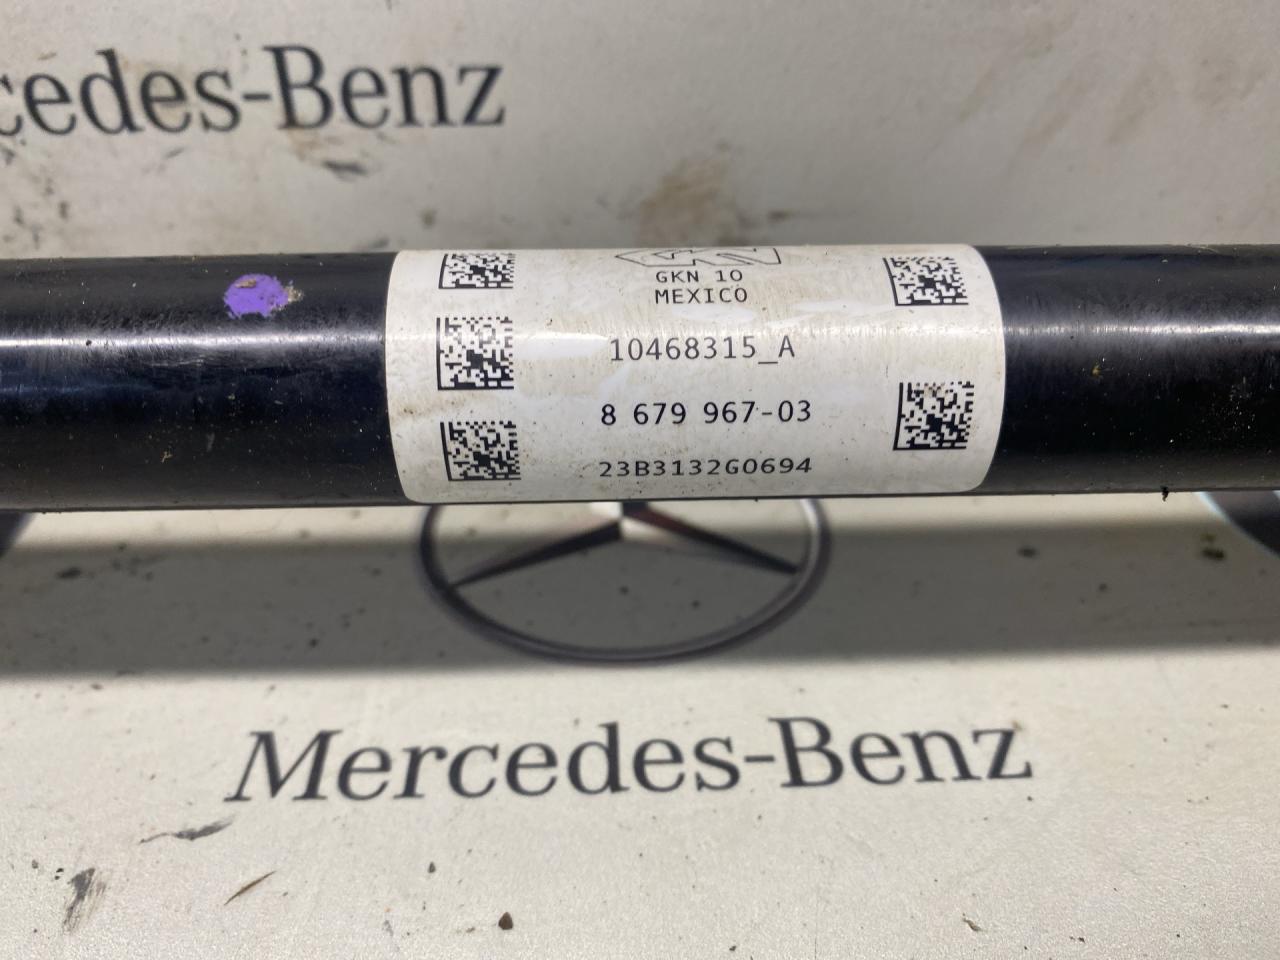 cedes-Benz
GKN 10
MEXICO
10468315_A
8 679 967-03
23B3132G0694
Mercedes-Benz